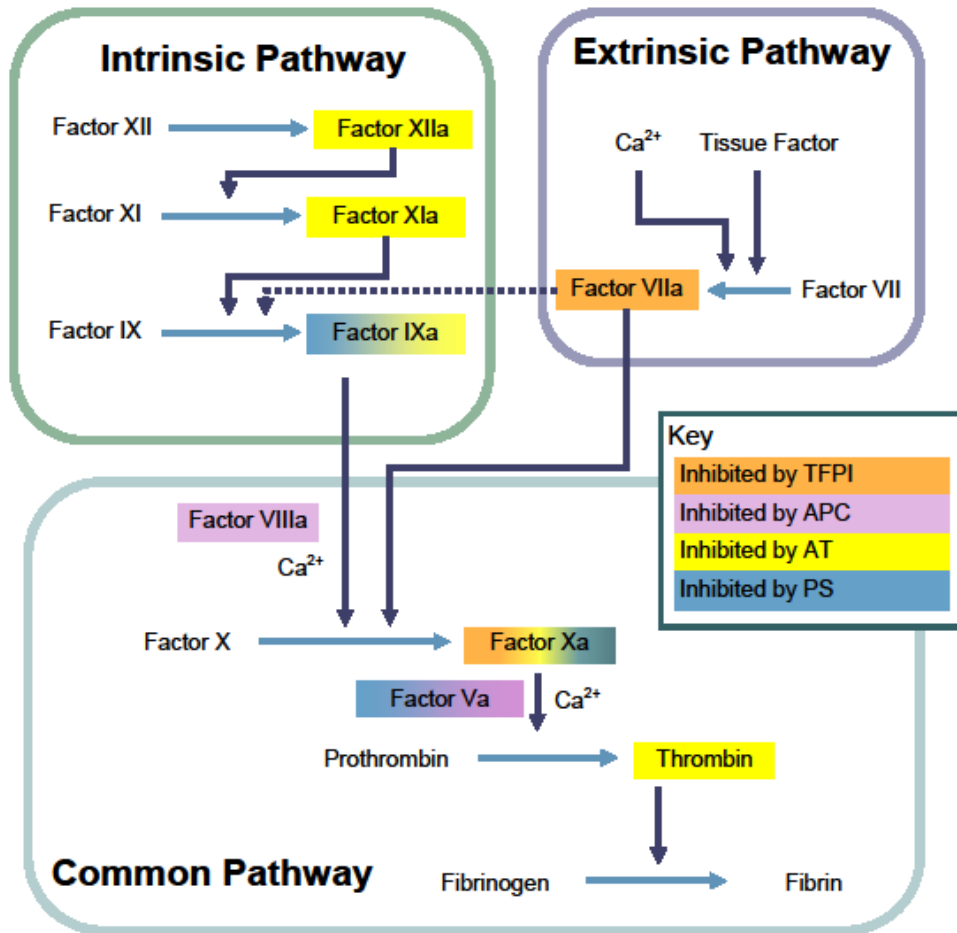 Intrinsic Pathway
Factor XII
Factor XIIa
Factor XI
Factor XIa
Factor IX
Factor IXa
Extrinsic Pathway
Ca²⁺
Tissue Factor
Factor VIIa
Factor VII
Key
Inhibited by TFPI
Inhibited by APC
Inhibited by AT
Inhibited by PS
Factor VIIIa
Ca²⁺
Factor X
Factor Xa
Factor Va
Ca²⁺
Prothrombin
Thrombin
Common Pathway
Fibrinogen
Fibrin